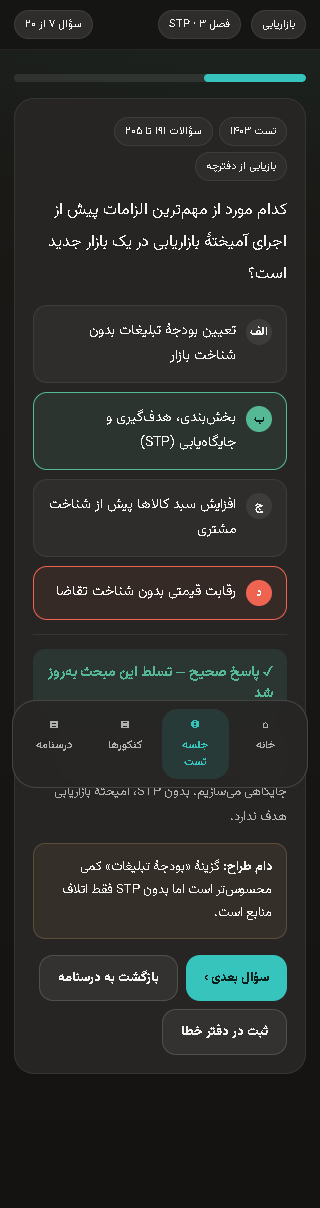 بازاریابی
فصل ۳ · STP
سؤال ۷ از ۲۰
تست ۱۴۰۳
سؤالات ۱۹۱ تا ۲۰۵
بازیابی از دفترچه
کدام مورد از مهم‌ترین الزامات پیش از
اجرای آمیختهٔ بازاریابی در یک بازار جدید
است؟
الف
تعیین بودجهٔ تبلیغات بدون
شناخت بازار
ب
بخش‌بندی، هدف‌گیری و
جایگاه‌یابی (STP)
ج
افزایش سبد کالاها پیش از شناخت
مشتری
د
رقابت قیمتی بدون شناخت تقاضا
✓ پاسخ صحیح — تسلط این مبحث به‌روز
شد
خانه
جلسه
تست
کنکورها
درسنامه
جایگاهی می‌سازیم. بدون STP، آمیختهٔ بازاریابی
هدف ندارد.
دام طراح: گزینهٔ «بودجهٔ تبلیغات» کمی
محسوس‌تر است اما بدون STP فقط اتلاف
منابع است.
سؤال بعدی ›
بازگشت به درسنامه
ثبت در دفتر خطا